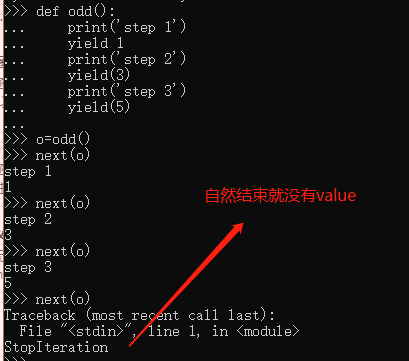 >>> def odd():
...     print('step 1')
...     yield 1
...     print('step 2')
...     yield(3)
...     print('step 3')
...     yield(5)
...
>>> o=odd()
>>> next(o)
step 1
1
>>> next(o)
自然结束就没有value
step 2
3
>>> next(o)
step 3
5
>>> next(o)
Traceback (most recent call last):
  File "<stdin>", line 1, in <module>
StopIteration
>>>